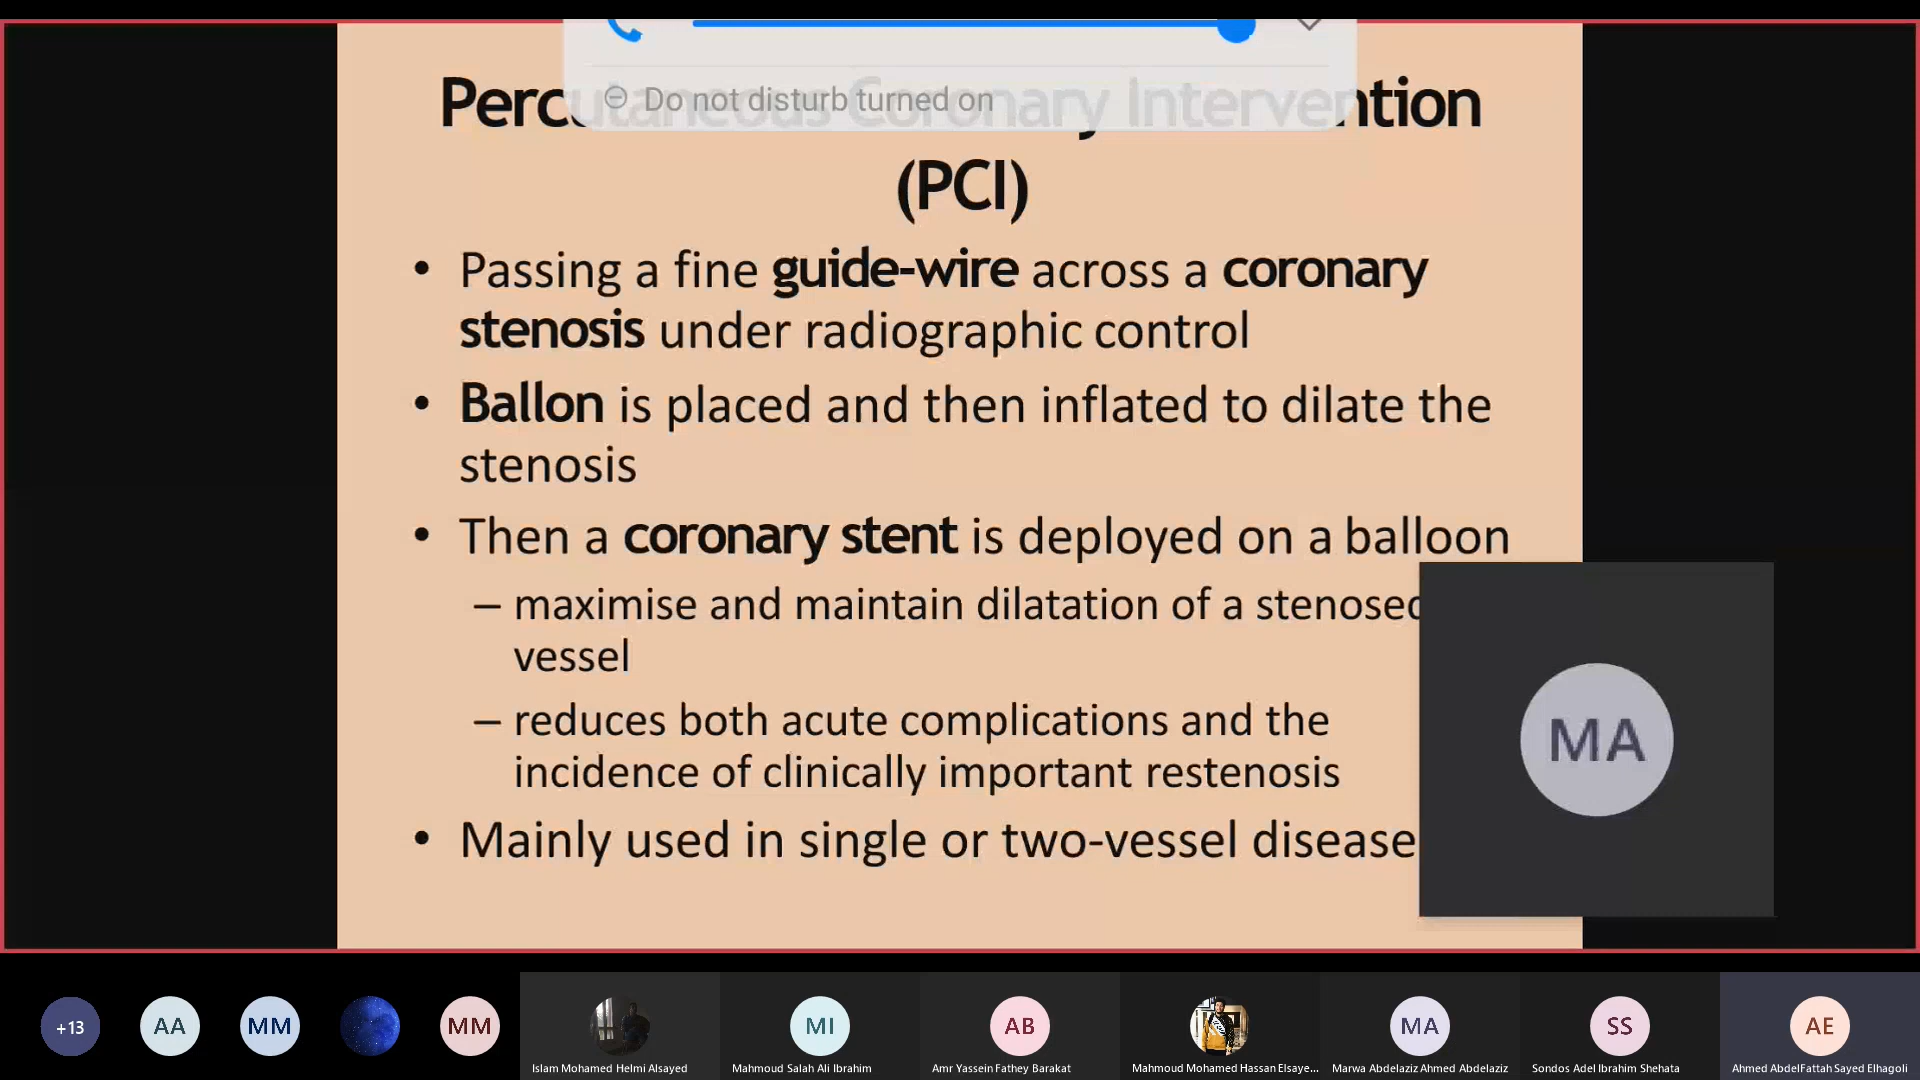 Do not disturb turned on
Percutaneous Coronary Intervention
(PCI)
• Passing a fine guide-wire across a coronary
stenosis under radiographic control
• Ballon is placed and then inflated to dilate the
stenosis
• Then a coronary stent is deployed on a balloon
– maximise and maintain dilatation of a stenosed
vessel
– reduces both acute complications and the
incidence of clinically important restenosis
• Mainly used in single or two-vessel disease
MA
+13
AA
MM
MM
MI
AB
MA
SS
AE
Islam Mohamed Helmi Alsayed
Mahmoud Salah Ali Ibrahim
Amr Yassein Fathey Barakat
Mahmoud Mohamed Hassan Elsaye...
Marwa Abdelaziz Ahmed Abdelaziz
Sondos Adel Ibrahim Shehata
Ahmed AbdelFattah Sayed Elhagoli